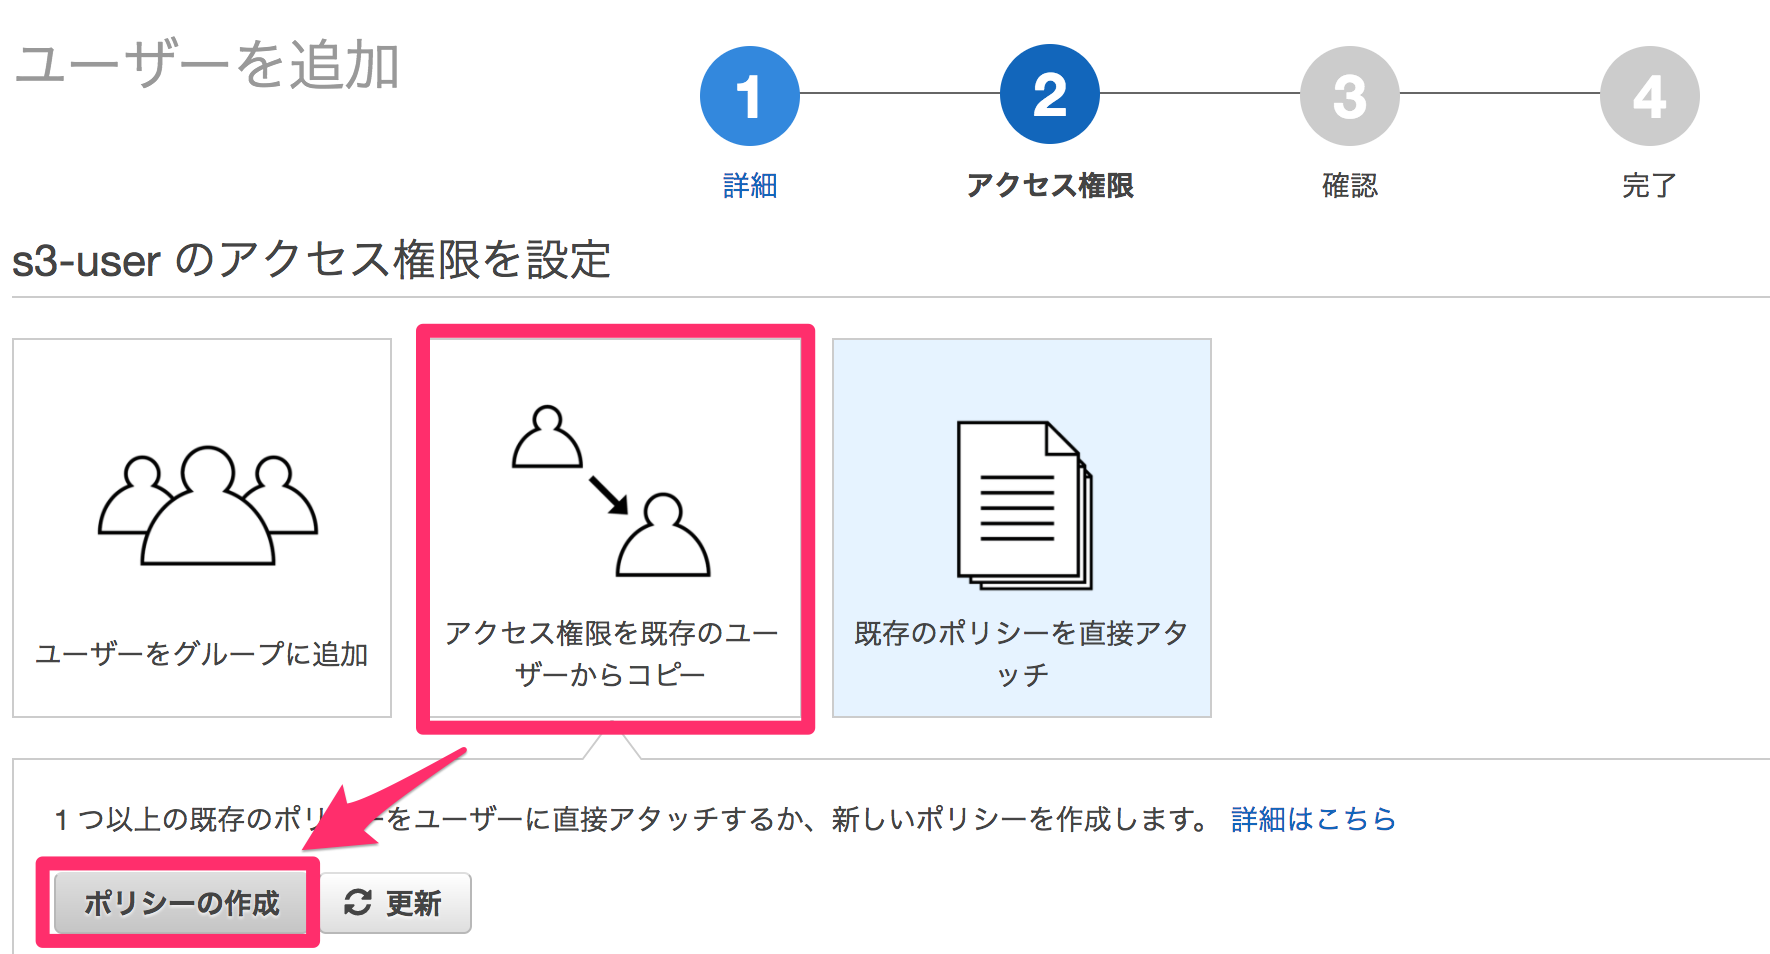 ユーザーを追加
1
2
3
4
詳細
アクセス権限
確認
完了
s3-user のアクセス権限を設定
ユーザーをグループに追加
アクセス権限を既存のユー
ザーからコピー
既存のポリシーを直接アタ
ッチ
1 つ以上の既存のポリシーをユーザーに直接アタッチするか、新しいポリシーを作成します。 詳細はこちら
ポリシーの作成
更新